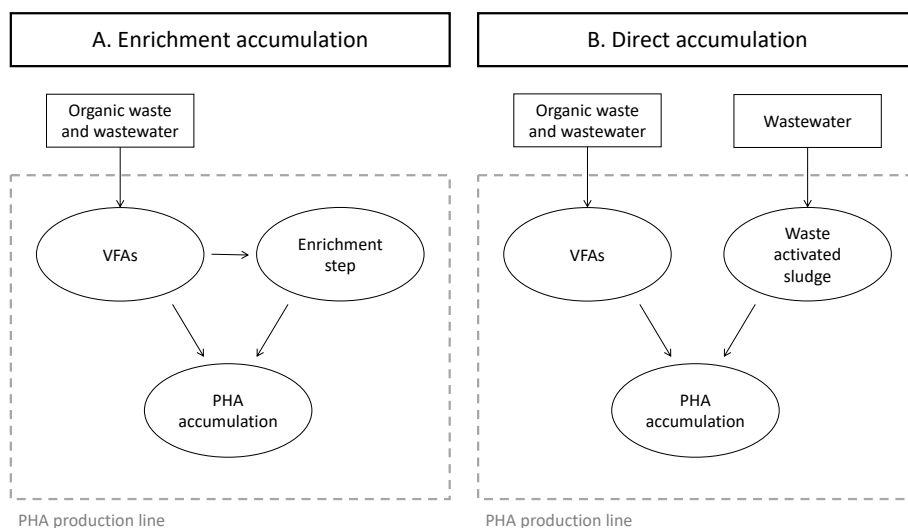 A. Enrichment accumulation
Organic waste
and wastewater
VFAs
Enrichment
step
PHA
accumulation
PHA production line
B. Direct accumulation
Organic waste
and wastewater
Wastewater
VFAs
Waste
activated
sludge
PHA
accumulation
PHA production line